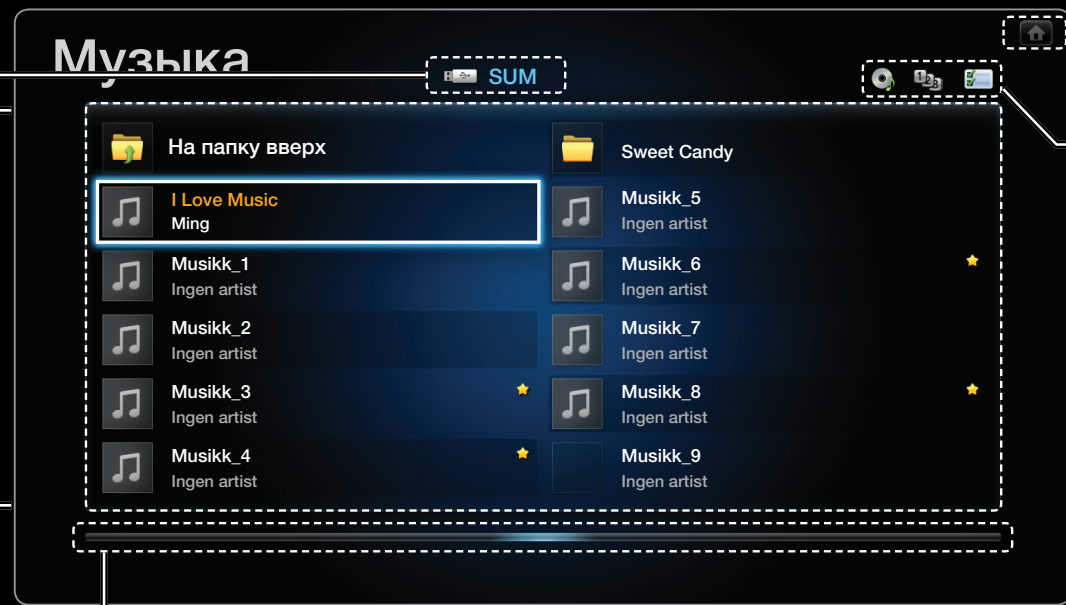 Музыка
SUM
На папку вверх
I Love Music
Ming
Musikk_1
Ingen artist
Musikk_2
Ingen artist
Musikk_3
Ingen artist
Musikk_4
Ingen artist
Sweet Candy
Musikk_5
Ingen artist
Musikk_6
Ingen artist
Musikk_7
Ingen artist
Musikk_8
Ingen artist
Musikk_9
Ingen artist